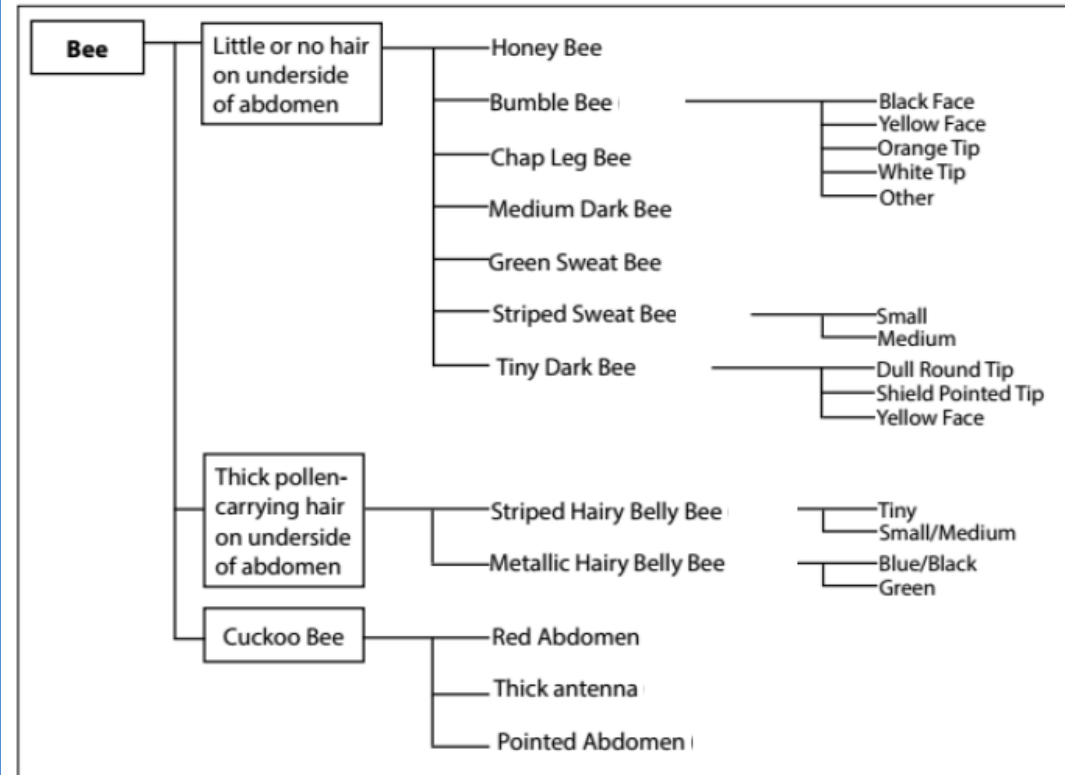 Bee
Little or no hair
on underside
of abdomen
Honey Bee
Bumble Bee
Black Face
Yellow Face
Orange Tip
White Tip
Other
Chap Leg Bee
Medium Dark Bee
Green Sweat Bee
Striped Sweat Bee
Small
Medium
Tiny Dark Bee
Dull Round Tip
Shield Pointed Tip
Yellow Face
Thick pollen-
carrying hair
on underside
of abdomen
Striped Hairy Belly Bee
Tiny
Small/Medium
Metallic Hairy Belly Bee
Blue/Black
Green
Cuckoo Bee
Red Abdomen
Thick antenna
Pointed Abdomen